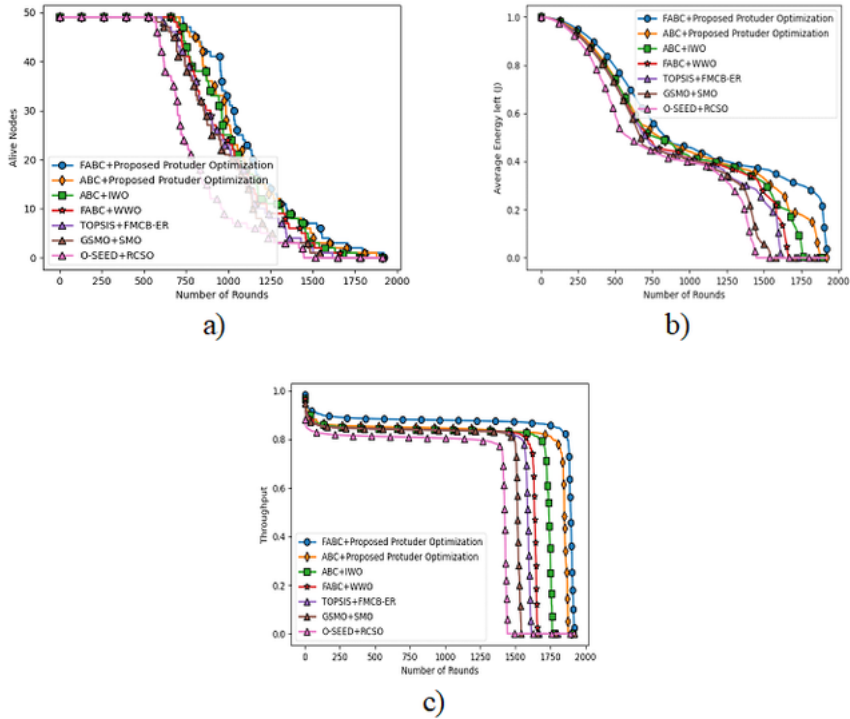 50
40
30
20
10
0
Alive Nodes
FABC+Proposed Protuder Optimization
ABC+Proposed Protuder Optimization
ABC+IWO
FABC+WWO
TOPSIS+FMCB-ER
GSMO+SMO
O-SEED+RCSO
0 250 500 750 1000 1250 1500 1750 2000
Number of Rounds
a)
1.0
0.8
0.6
0.4
0.2
0.0
Average Energy left (J)
FABC+Proposed Protuder Optimization
ABC+Proposed Protuder Optimization
ABC+IWO
FABC+WWO
TOPSIS+FMCB-ER
GSMO+SMO
O-SEED+RCSO
0 250 500 750 1000 1250 1500 1750 2000
Number of Rounds
b)
1.0
0.8
0.6
0.4
0.2
0.0
Throughput
FABC+Proposed Protuder Optimization
ABC+Proposed Protuder Optimization
ABC+IWO
FABC+WWO
TOPSIS+FMCB-ER
GSMO+SMO
O-SEED+RCSO
0 250 500 750 1000 1250 1500 1750 2000
Number of Rounds
c)